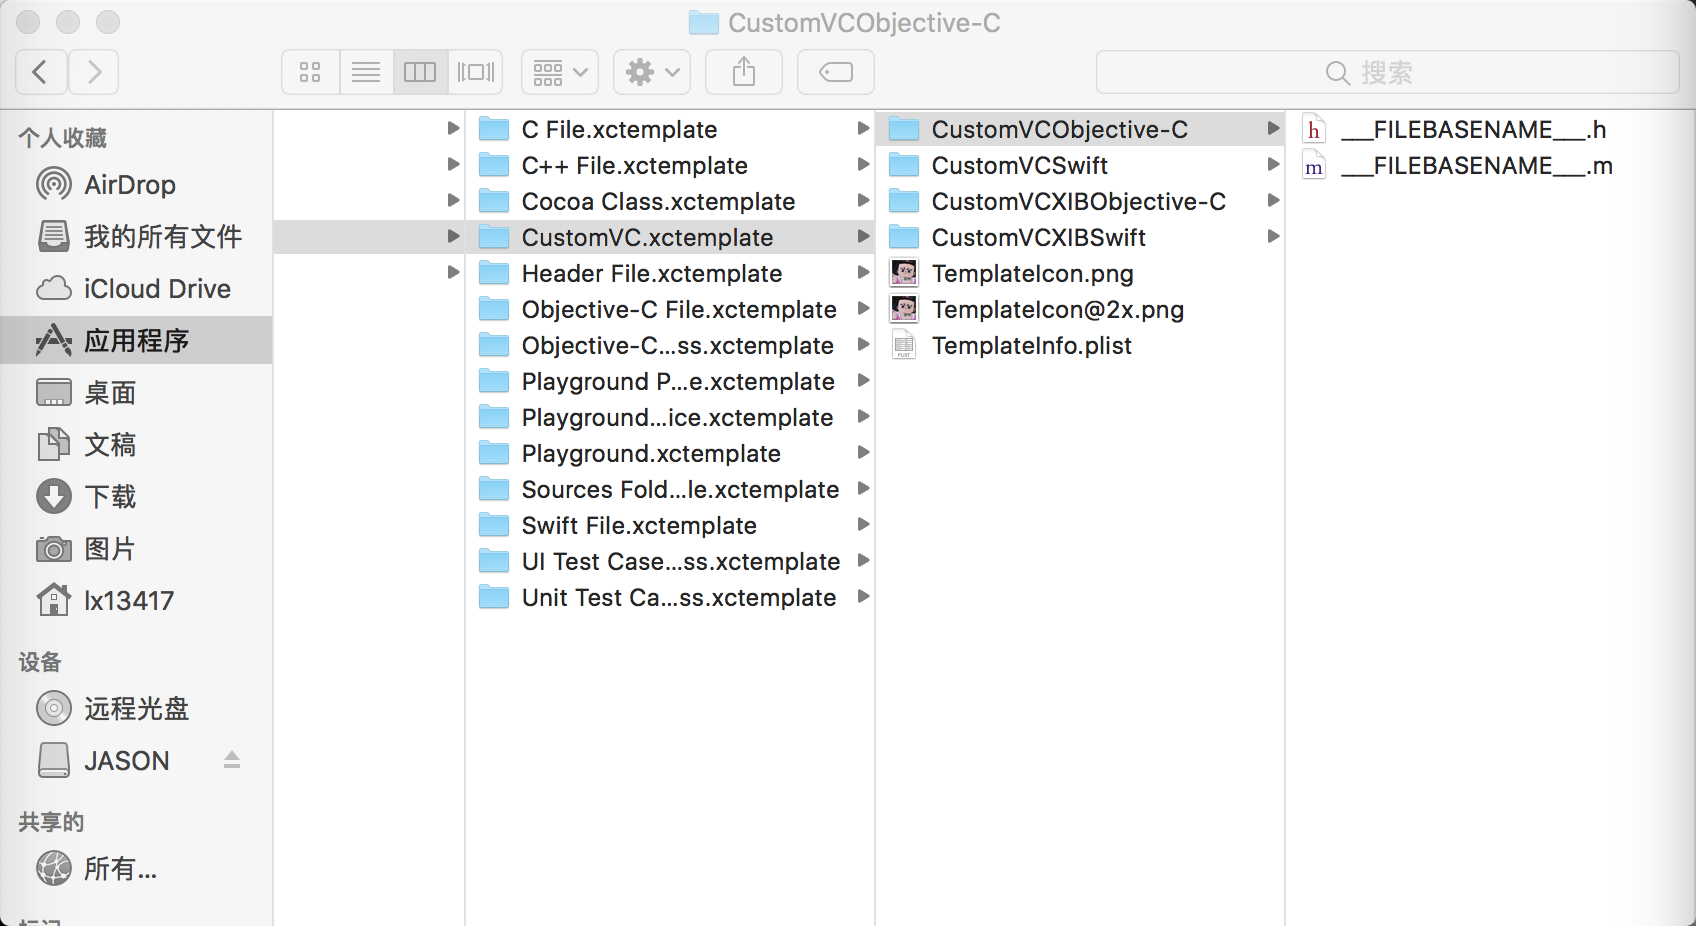 CustomVCObjective-C
搜索
个人收藏
AirDrop
我的所有文件
iCloud Drive
应用程序
桌面
文稿
下载
图片
lx13417
设备
远程光盘
JASON
共享的
所有...
标记
C File.xctemplate
C++ File.xctemplate
Cocoa Class.xctemplate
CustomVC.xctemplate
Header File.xctemplate
Objective-C File.xctemplate
Objective-C...ss.xctemplate
Playground P...e.xctemplate
Playground...ice.xctemplate
Playground.xctemplate
Sources Fold...le.xctemplate
Swift File.xctemplate
UI Test Case...ss.xctemplate
Unit Test Ca...ss.xctemplate
CustomVCObjective-C
CustomVCSwift
CustomVCXIBObjective-C
CustomVCXIBSwift
TemplateIcon.png
TemplateIcon@2x.png
PLIST
TemplateInfo.plist
h ___FILEBASENAME___.h
m ___FILEBASENAME___.m